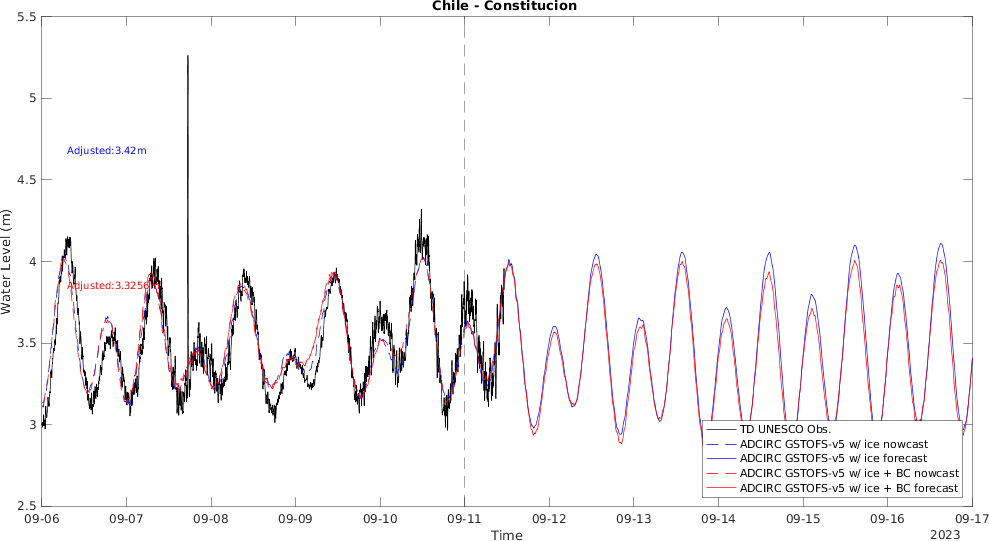 Chile - Constitucion
Water Level (m)
5.5
5
4.5
4
3.5
3
2.5
Adjusted:3.42m
Adjusted:3.3256
TD UNESCO Obs.
ADCIRC GSTOFS-v5 w/ ice nowcast
ADCIRC GSTOFS-v5 w/ ice forecast
ADCIRC GSTOFS-v5 w/ ice + BC nowcast
ADCIRC GSTOFS-v5 w/ ice + BC forecast
09-06 09-07 09-08 09-09 09-10 09-11 09-12 09-13 09-14 09-15 09-16 09-17
Time
2023